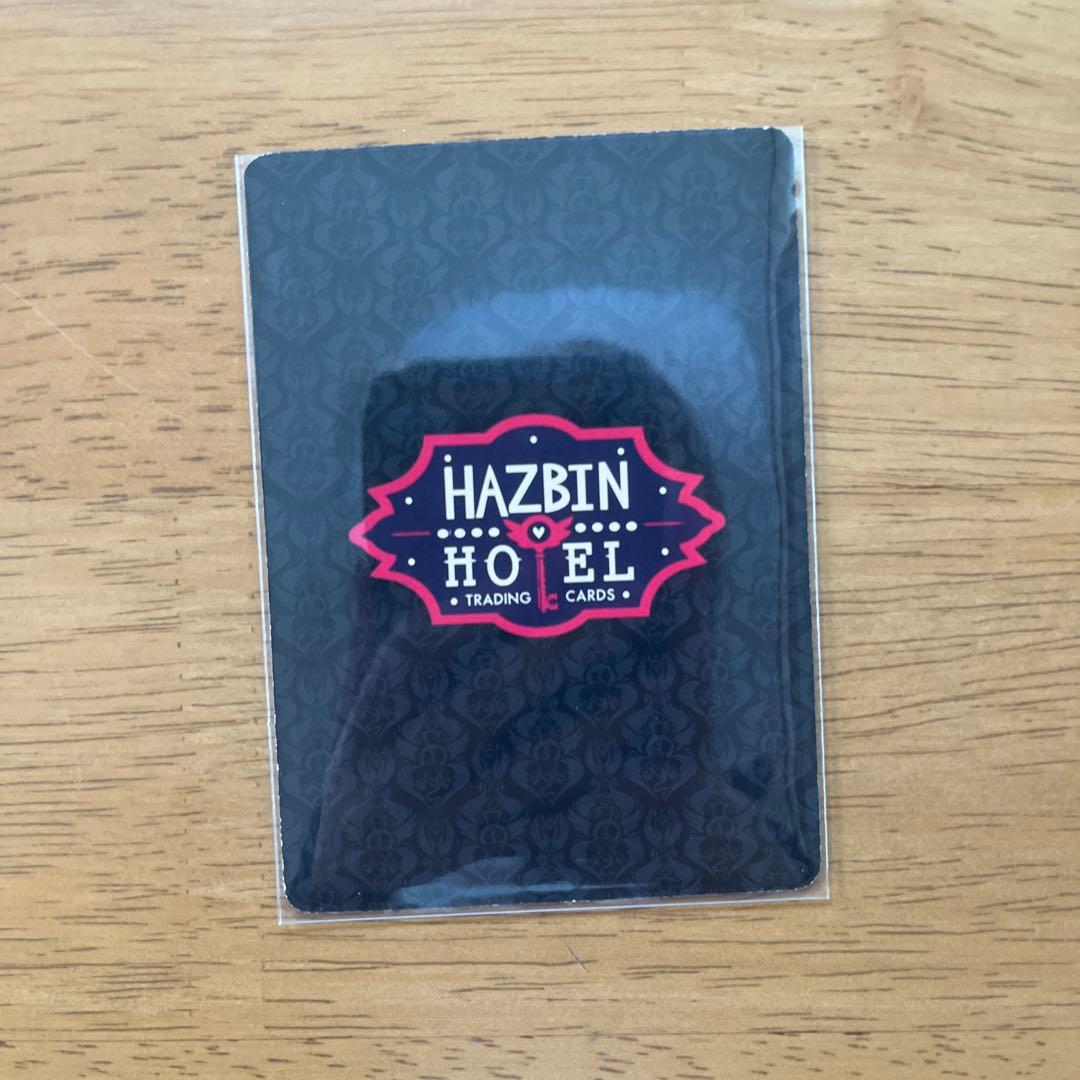 HAZBIN
HOTEL
• TRADING CARDS •